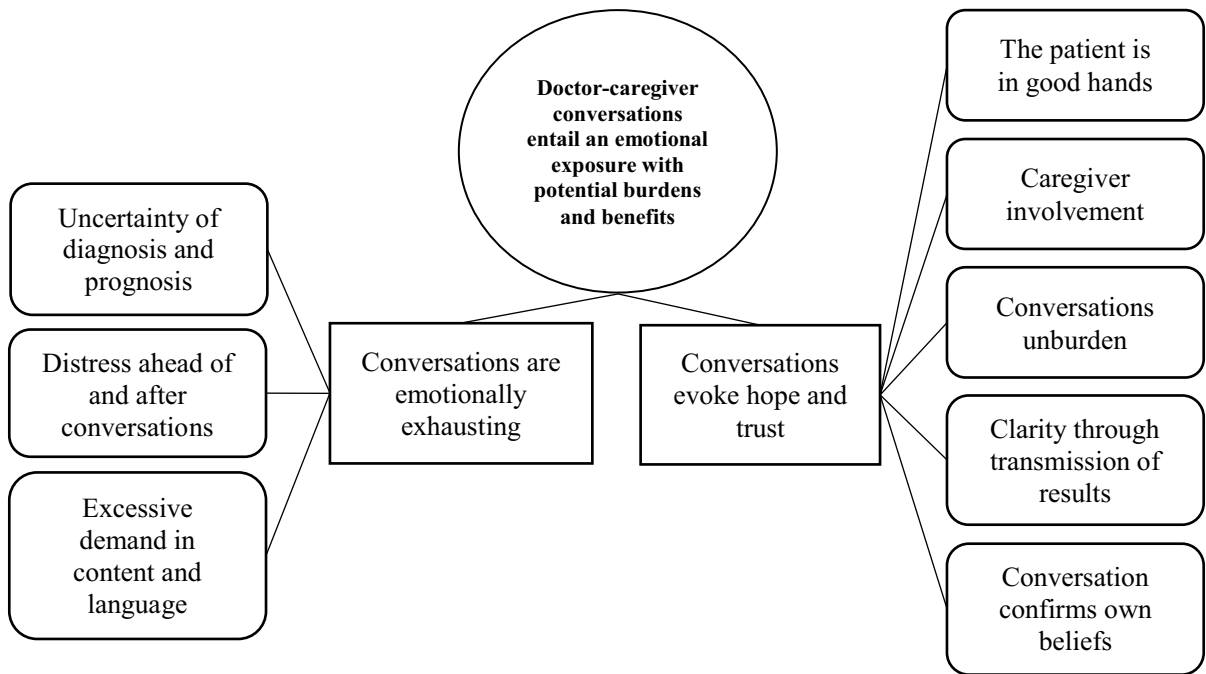 Doctor-caregiver
conversations
entail an emotional
exposure with
potential burdens
and benefits
Uncertainty of
diagnosis and
prognosis
Distress ahead of
and after
conversations
Excessive
demand in
content and
language
Conversations are
emotionally
exhausting
Conversations
evoke hope and
trust
The patient is
in good hands
Caregiver
involvement
Conversations
unburden
Clarity through
transmission of
results
Conversation
confirms own
beliefs